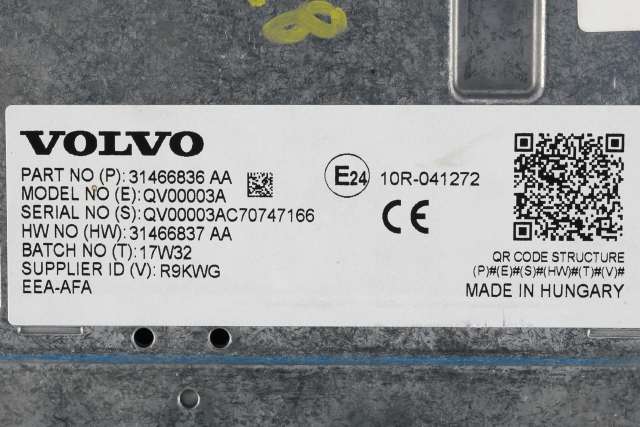 8
VOLVO
PART NO (P): 31466836 AA
MODEL NO (E): QV00003A
SERIAL NO (S): QV00003AC70747166
HW NO (HW): 31466837 AA
BATCH NO (T): 17W32
SUPPLIER ID (V): R9KWG
EEA-AFA
E24 10R-041272
CE
QR CODE STRUCTURE
(P)#(E)#(S)#(HW)#(T)#(V)#
MADE IN HUNGARY